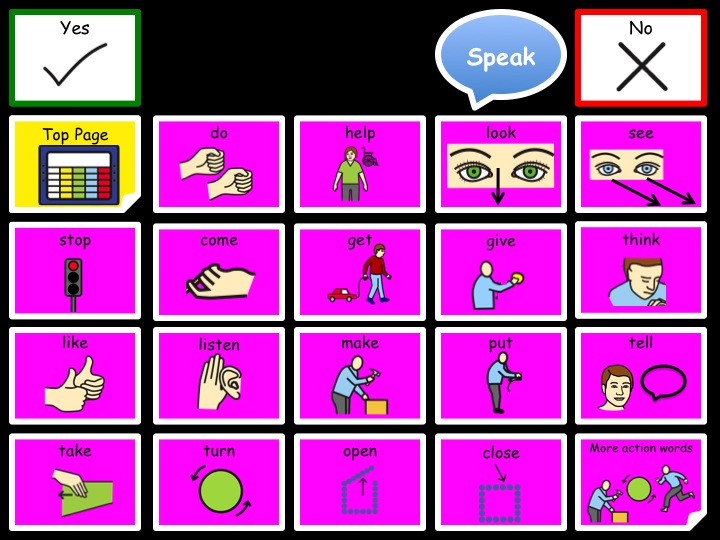 Yes
Speak
No
Top Page
do
help
look
see
stop
come
get
give
think
like
listen
make
put
tell
take
turn
open
close
More action words